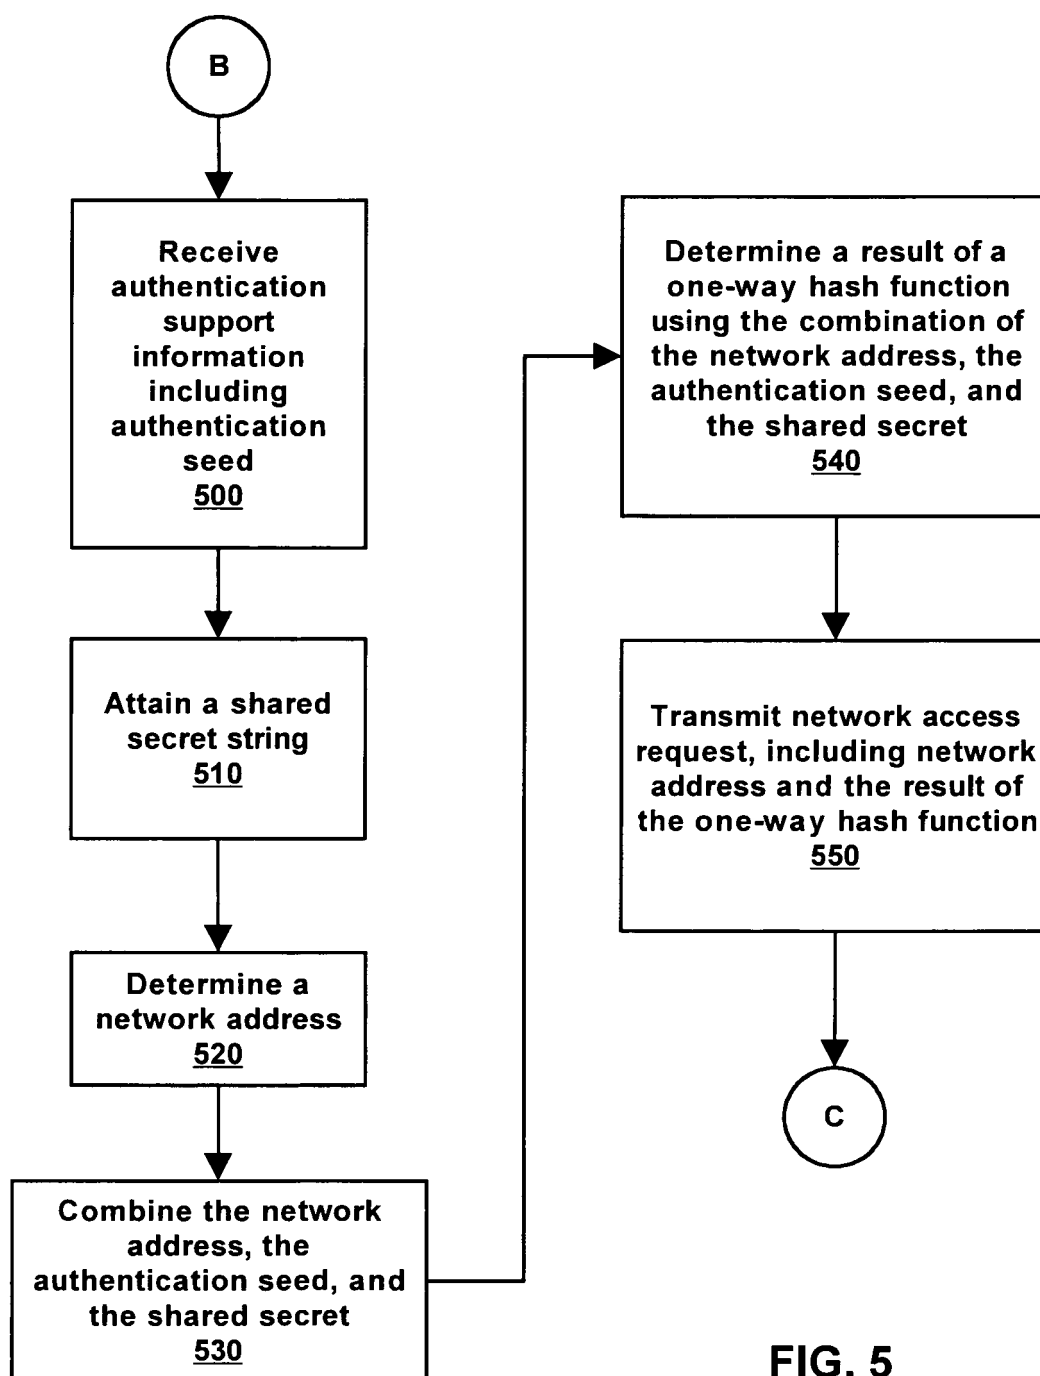 B
Receive
authentication
support
information
including
authentication
seed
500
Attain a shared
secret string
510
Determine a
network address
520
Combine the network
address, the
authentication seed, and
the shared secret
530
Determine a result of a
one-way hash function
using the combination of
the network address, the
authentication seed, and
the shared secret
540
Transmit network access
request, including network
address and the result of
the one-way hash function
550
C
FIG. 5